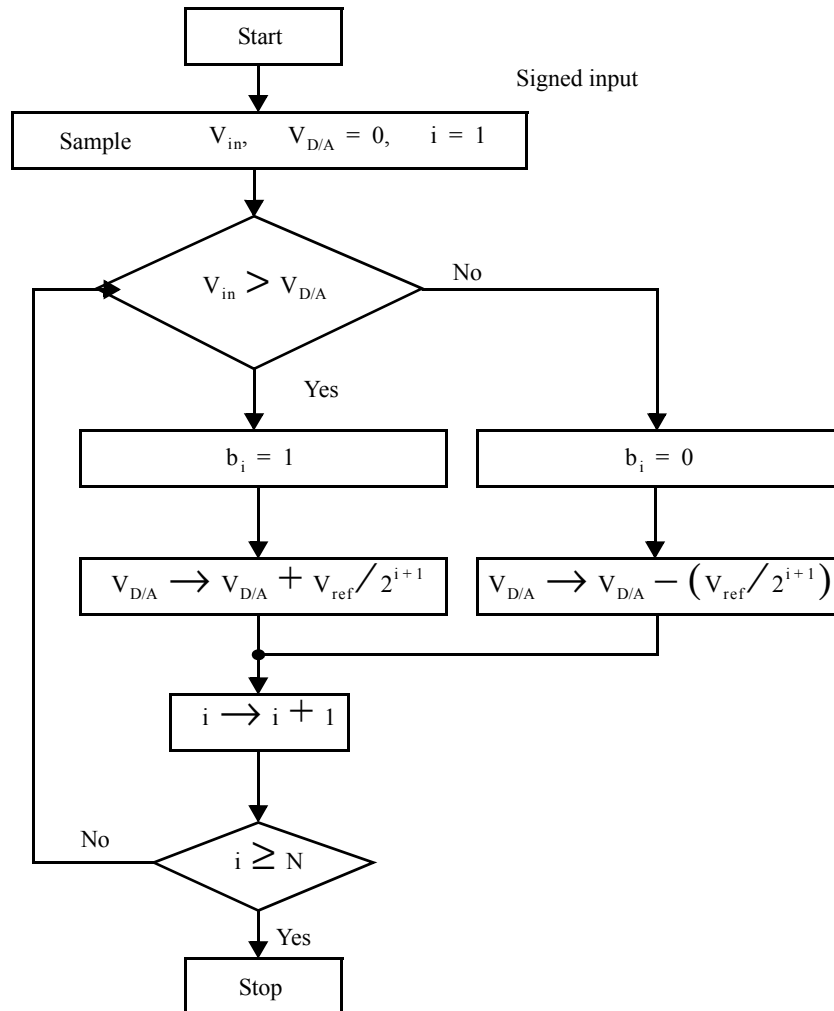 Start
Signed input
Sample V_in, V_D/A = 0, i = 1
V_in > V_D/A
No
Yes
b_i = 1
b_i = 0
V_D/A → V_D/A + V_ref / 2^{i+1}
V_D/A → V_D/A − (V_ref / 2^{i+1})
i → i + 1
No
i ≥ N
Yes
Stop